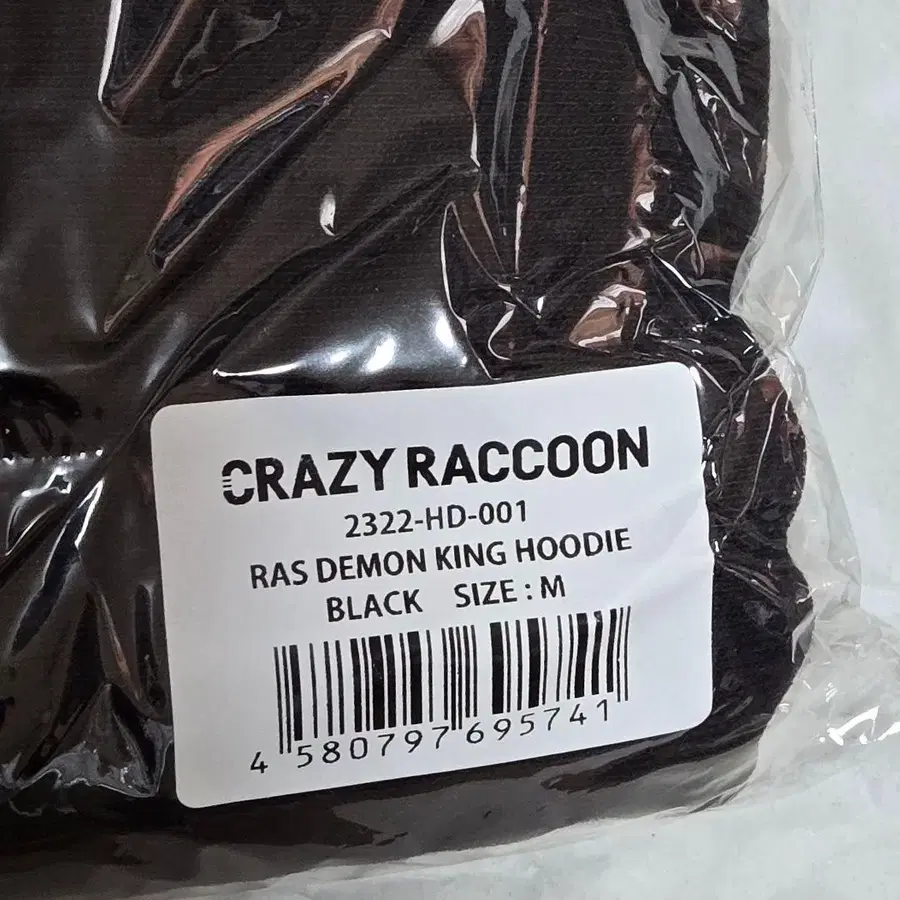 CRAZY RACCOON
2322-HD-001
RAS DEMON KING HOODIE
BLACK SIZE : M
4 580797 695741